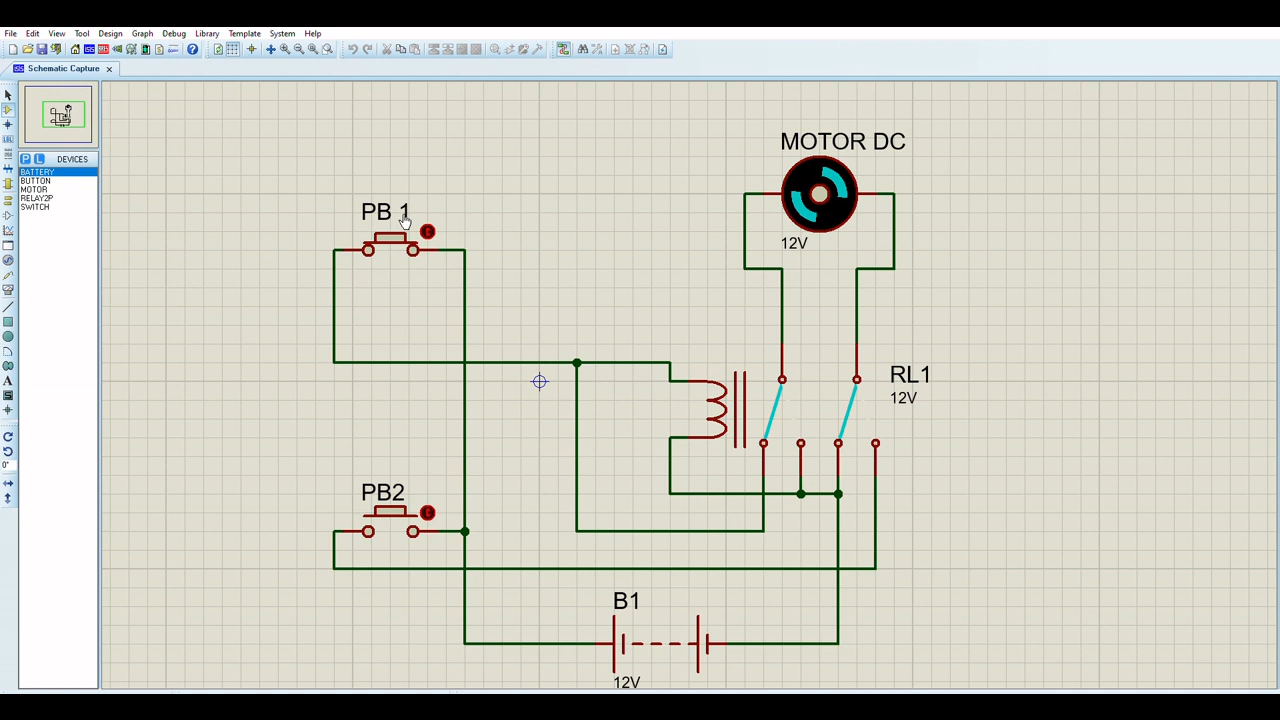 File Edit View Tool Design Graph Debug Library Template System Help
Schematic Capture
P L DEVICES
BATTERY
BUTTON
MOTOR
RELAY2P
SWITCH
0°
MOTOR DC
12V
PB 1
RL1
12V
PB2
B1
12V